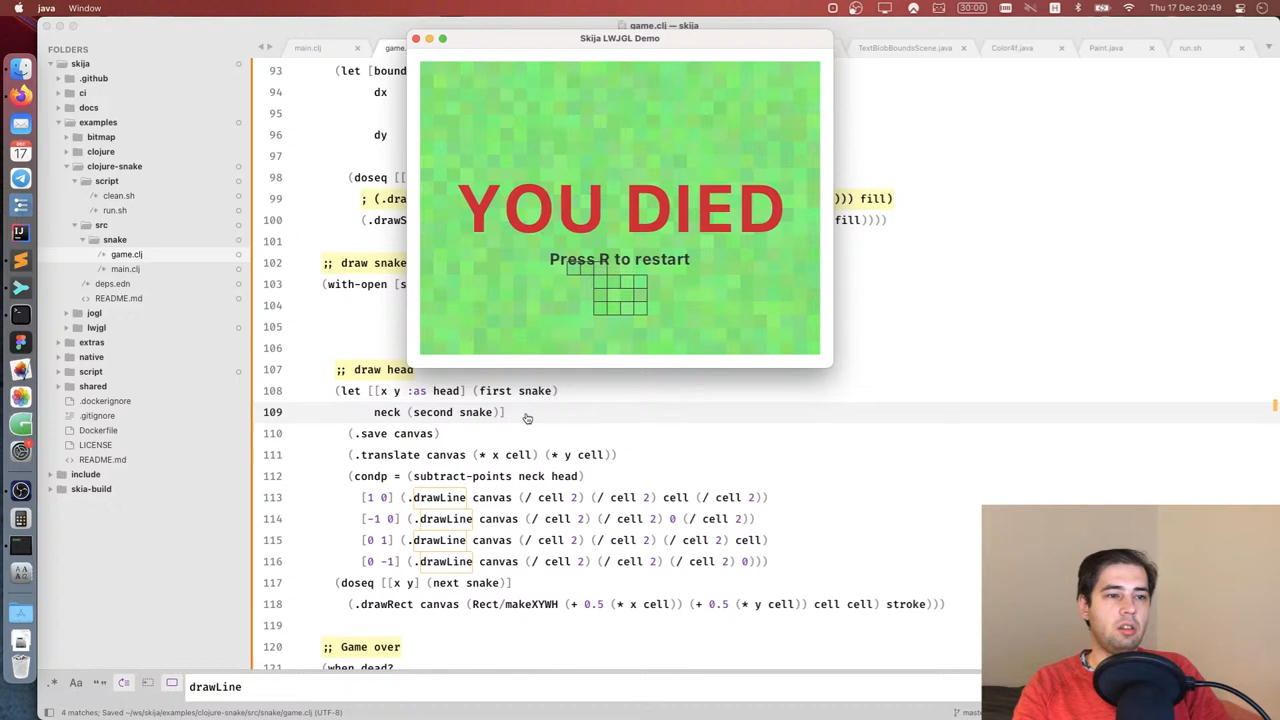 game.clj — skija
Thu 17 Dec 20:49
Skija LWJGL Demo
FOLDERS
skija
.github
ci
docs
examples
bitmap
clojure
clojure-snake
script
clean.sh
run.sh
src
snake
game.clj
main.clj
deps.edn
README.md
jogl
lwjgl
extras
native
script
shared
.dockerignore
.gitignore
Dockerfile
LICENSE
README.md
include
skia-build
main.clj
game.
TextBlobBoundsScene.java
Color4f.java
Paint.java
run.sh
93 (let [bound
94 dx
95
96 dy
97
98 (doseq [[
99 ; (.dra ))) fill)
100 (.drawS fill))))
101
102 ;; draw snake
103 (with-open [s
104
105
106
107 ;; draw head
108 (let [[x y :as head] (first snake)
109 neck (second snake)]
110 (.save canvas)
111 (.translate canvas (* x cell) (* y cell))
112 (condp = (subtract-points neck head)
113 [1 0] (.drawLine canvas (/ cell 2) (/ cell 2) cell (/ cell 2))
114 [-1 0] (.drawLine canvas (/ cell 2) (/ cell 2) 0 (/ cell 2))
115 [0 1] (.drawLine canvas (/ cell 2) (/ cell 2) (/ cell 2) cell)
116 [0 -1] (.drawLine canvas (/ cell 2) (/ cell 2) (/ cell 2) 0)))
117 (doseq [[x y] (next snake)]
118 (.drawRect canvas (Rect/makeXYWH (+ 0.5 (* x cell)) (+ 0.5 (* y cell)) cell cell) stroke)))
119
120 ;; Game over
121 (when dead?
YOU DIED
Press R to restart
DEC
17
.* Aa “”
drawLine
4 matches; Saved ~/ws/skija/examples/clojure-snake/src/snake/game.clj (UTF-8)